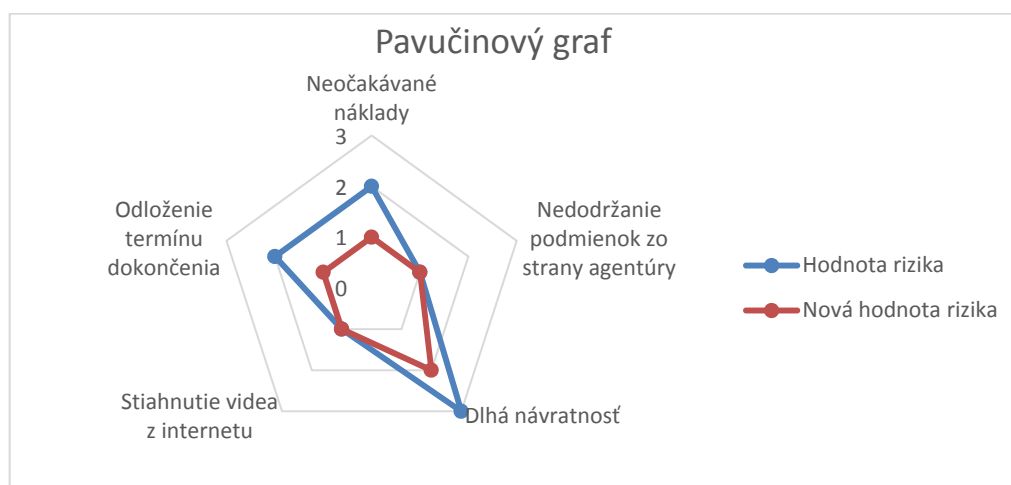 Pavučinový graf
Neočakávané
náklady
3
2
1
0
Nedodržanie
podmienok zo
strany agentúry
Dlhá návratnosť
Stiahnutie videa
z internetu
Odloženie
termínu
dokončenia
Hodnota rizika
Nová hodnota rizika